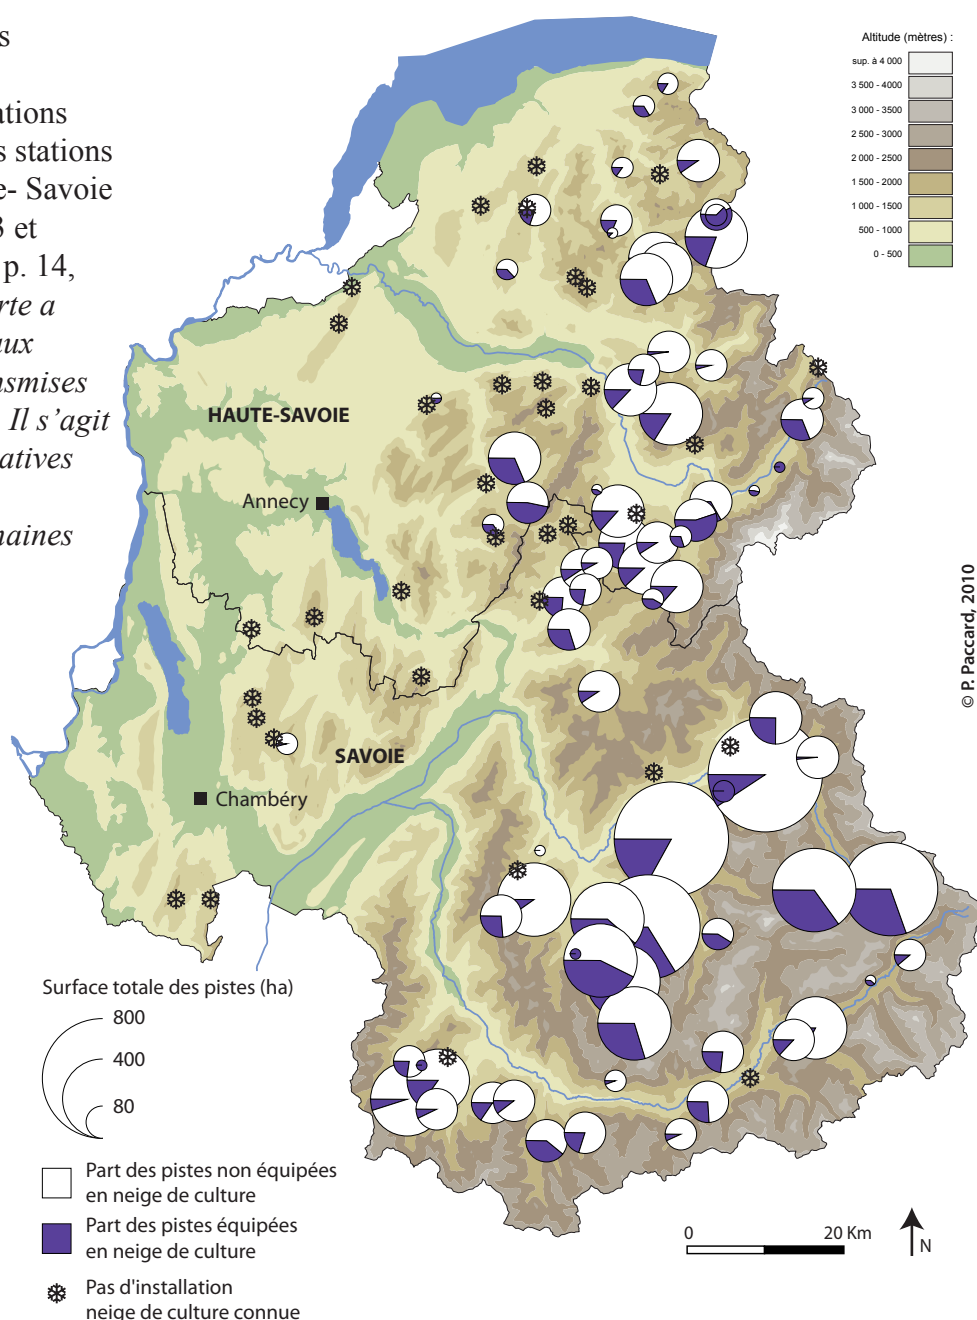 s
ations
s stations
e- Savoie
3 et
p. 14,
rte a
aux
nsmises
Il s’agit
atives
naines
Altitude (mètres) :
sup. à 4 000
3 500 - 4000
3 000 - 3500
2 500 - 3000
2 000 - 2500
1 500 - 2000
1 000 - 1500
500 - 1000
0 - 500
HAUTE-SAVOIE
Annecy
SAVOIE
Chambéry
© P. Paccard, 2010
Surface totale des pistes (ha)
800
400
80
Part des pistes non équipées
en neige de culture
Part des pistes équipées
en neige de culture
Pas d'installation
neige de culture connue
0 20 Km
N